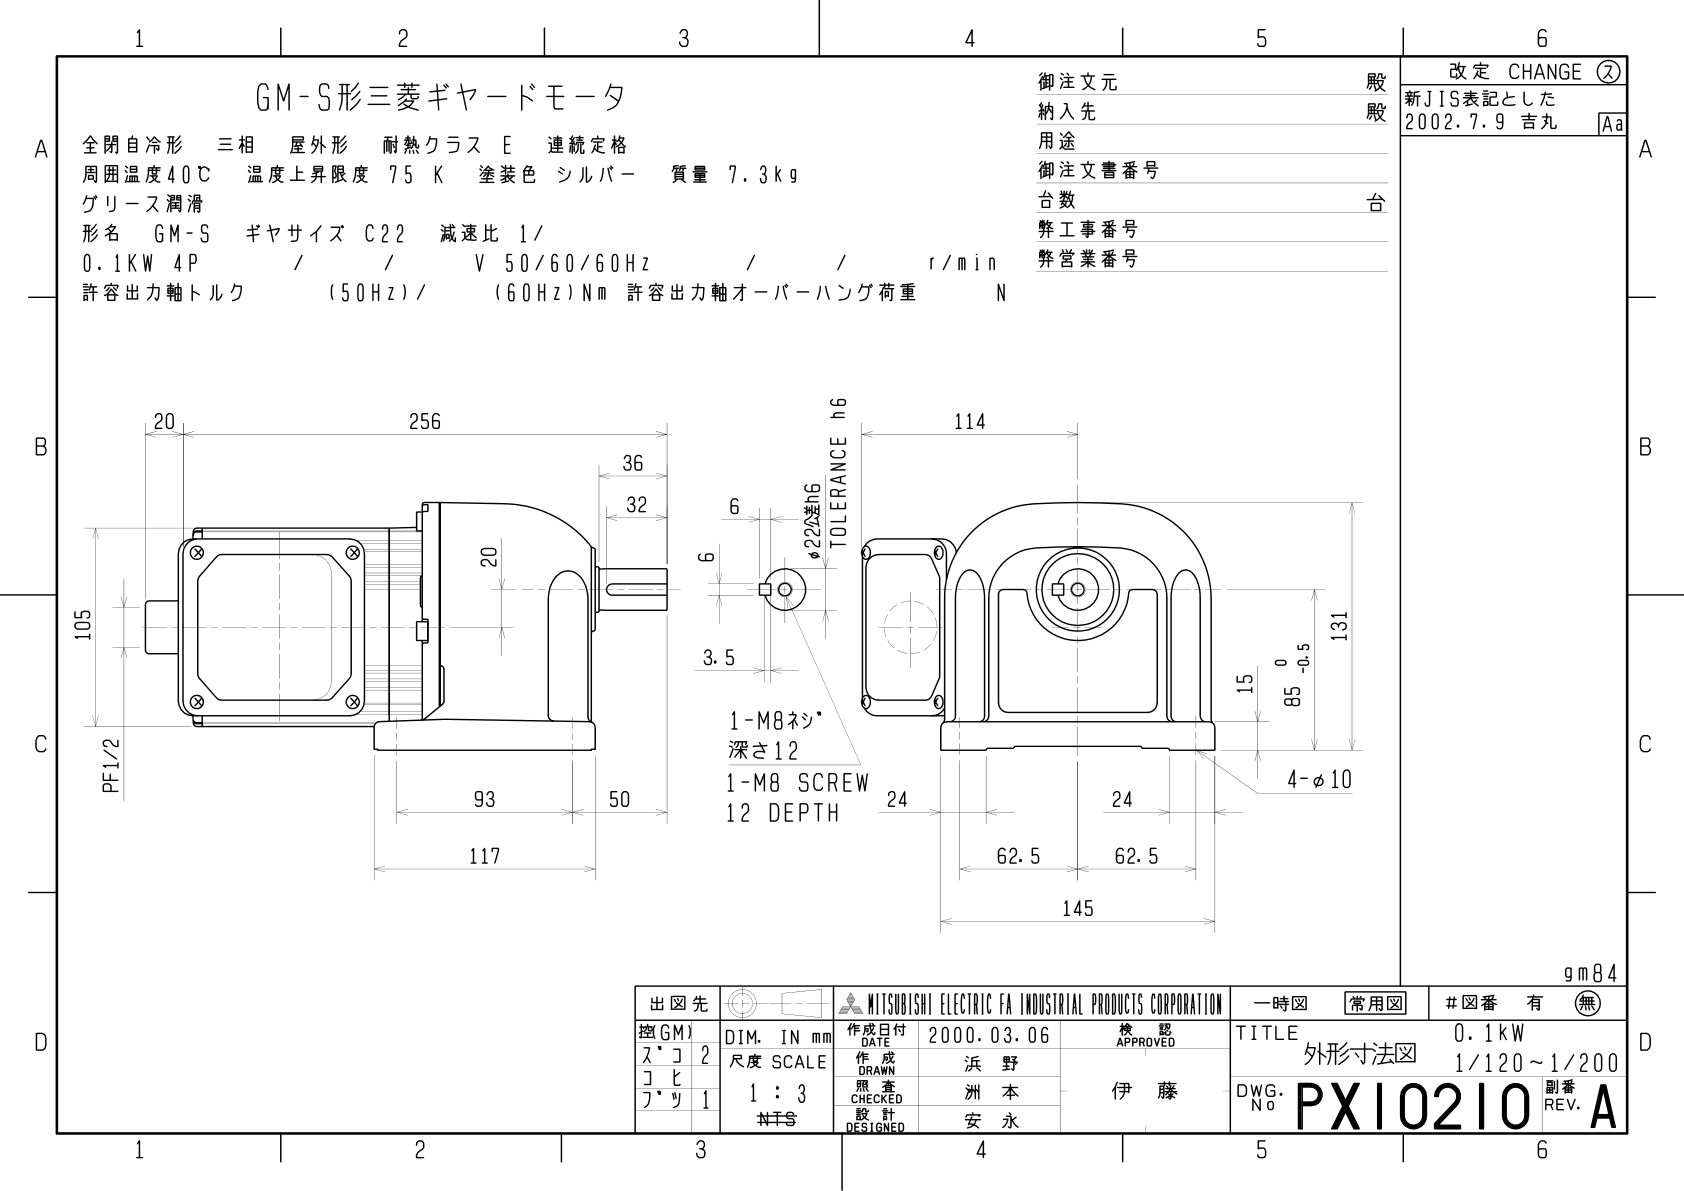 1 2 3 4 5 6
改定 CHANGE ㋜
新JIS表記とした
2002.7.9 吉丸 Aa
GM-S形三菱ギヤードモータ
全閉自冷形 三相 屋外形 耐熱クラス E 連続定格
周囲温度40℃ 温度上昇限度 75 K 塗装色 シルバー 質量 7.3kg
グリース潤滑
形名 GM-S ギヤサイズ C22 減速比 1/
0.1KW 4P / / V 50/60/60Hz / / r/min
許容出力軸トルク (50Hz)/ (60Hz)Nm 許容出力軸オーバーハング荷重 N
御注文元 殿
納入先 殿
用途
御注文書番号
台数 台
弊工事番号
弊営業番号
A A
B B
C C
D D
20 256
36
32
20
105
PF1/2
93 50
117
6
6
3.5
φ22公差h6
TOLERANCE h6
1-M8ネジ
深さ12
1-M8 SCREW
12 DEPTH
114
131
85 0 -0.5
15
4-φ10
24 24
62.5 62.5
145
gm84
出図先
MITSUBISHI ELECTRIC FA INDUSTRIAL PRODUCTS CORPORATION
一時図 常用図 #図番 有 無
控(GM)
ズコ 2
コヒ
ブツ 1
DIM. IN mm
尺度 SCALE
1 : 3
NTS
作成日付 DATE 2000.03.06
作成 DRAWN 浜野
照査 CHECKED 洲本
設計 DESIGNED 安永
検認 APPROVED
伊藤
TITLE 0.1kW
外形寸法図 1/120~1/200
DWG. No PX10210 副番 REV. A
1 2 3 4 5 6